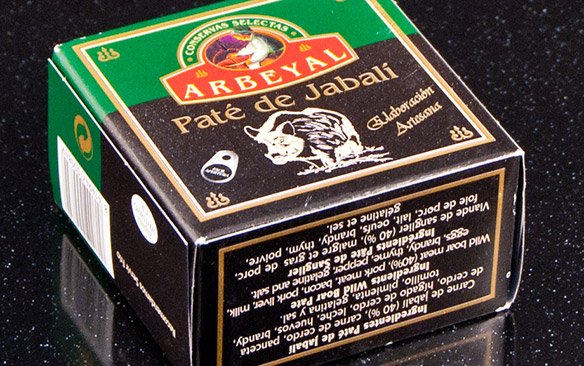 CONSERVAS SELECTAS
ARBEYAL
Paté de Jabalí
Elaboración
Artesana
Ingredientes Paté de Jabalí
Carne de jabalí (40 %), carne de cerdo, panceta
de cerdo, hígado de cerdo, leche, huevos, brandy,
tomillo, pimienta, gelatina y sal.
Ingredients Wild Boar Pate
Wild boar meat (40%), pork meat, bacon, pork liver, milk,
eggs, brandy, thyme, pepper, gelatine and salt.
Ingredients Pâte de Sanglier
Viande de sanglier (40 %), maigre et gras de porc,
foie de porc, lait, oeufs, brandy, thym, poivre,
gélatine et sel.